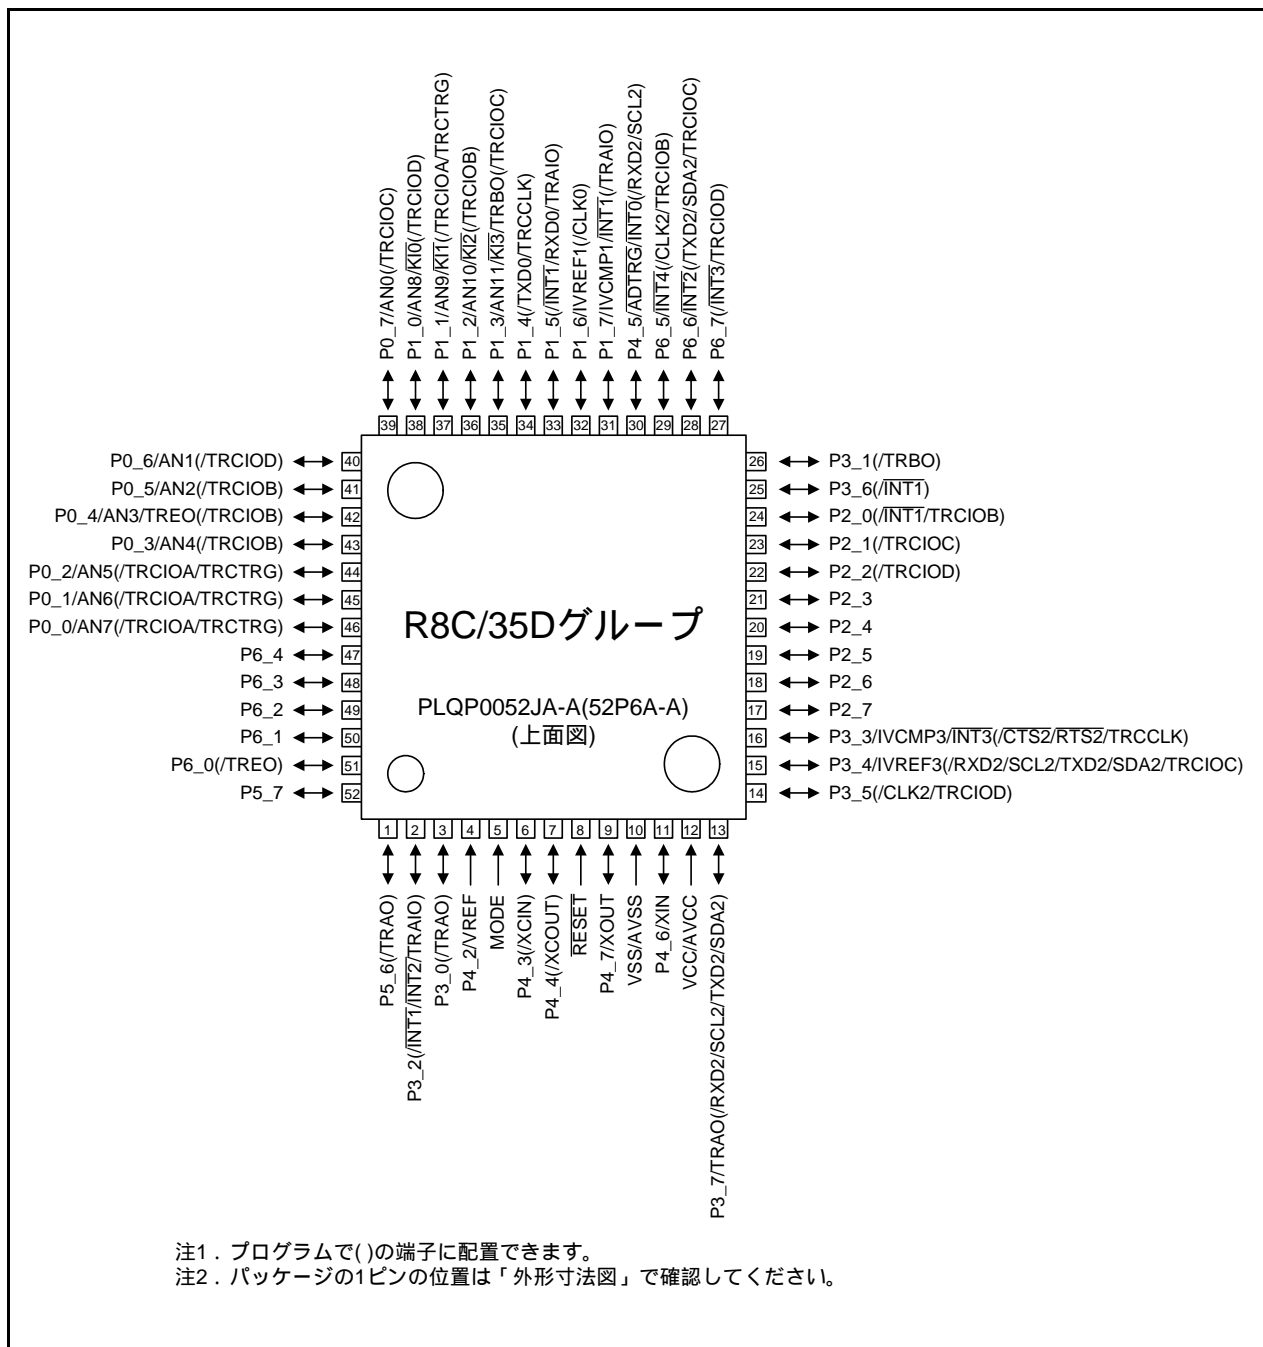 P0_7/AN0(/TRCIOC)
P1_0/AN8/KI0(/TRCIOD)
P1_1/AN9/KI1(/TRCIOA/TRCTRG)
P1_2/AN10/KI2(/TRCIOB)
P1_3/AN11/KI3/TRBO(/TRCIOC)
P1_4(/TXD0/TRCCLK)
P1_5(/INT1/RXD0/TRAIO)
P1_6/IVREF1(/CLK0)
P1_7/IVCMP1/INT1(/TRAIO)
P4_5/ADTRG/INT0(/RXD2/SCL2)
P6_5/INT4(/CLK2/TRCIOB)
P6_6/INT2(/TXD2/SDA2/TRCIOC)
P6_7(/INT3/TRCIOD)
39 38 37 36 35 34 33 32 31 30 29 28 27
P0_6/AN1(/TRCIOD) 40
P0_5/AN2(/TRCIOB) 41
P0_4/AN3/TREO(/TRCIOB) 42
P0_3/AN4(/TRCIOB) 43
P0_2/AN5(/TRCIOA/TRCTRG) 44
P0_1/AN6(/TRCIOA/TRCTRG) 45
P0_0/AN7(/TRCIOA/TRCTRG) 46
P6_4 47
P6_3 48
P6_2 49
P6_1 50
P6_0(/TREO) 51
P5_7 52
R8C/35Dグループ
PLQP0052JA-A(52P6A-A)
(上面図)
26 P3_1(/TRBO)
25 P3_6(/INT1)
24 P2_0(/INT1/TRCIOB)
23 P2_1(/TRCIOC)
22 P2_2(/TRCIOD)
21 P2_3
20 P2_4
19 P2_5
18 P2_6
17 P2_7
16 P3_3/IVCMP3/INT3(/CTS2/RTS2/TRCCLK)
15 P3_4/IVREF3(/RXD2/SCL2/TXD2/SDA2/TRCIOC)
14 P3_5(/CLK2/TRCIOD)
1 2 3 4 5 6 7 8 9 10 11 12 13
P5_6(/TRAO)
P3_2(/INT1/INT2/TRAIO)
P3_0(/TRAO)
P4_2/VREF
MODE
P4_3(/XCIN)
P4_4(/XCOUT)
RESET
P4_7/XOUT
VSS/AVSS
P4_6/XIN
VCC/AVCC
P3_7/TRAO(/RXD2/SCL2/TXD2/SDA2)
注1．プログラムで( )の端子に配置できます。
注2．パッケージの1ピンの位置は「外形寸法図」で確認してください。